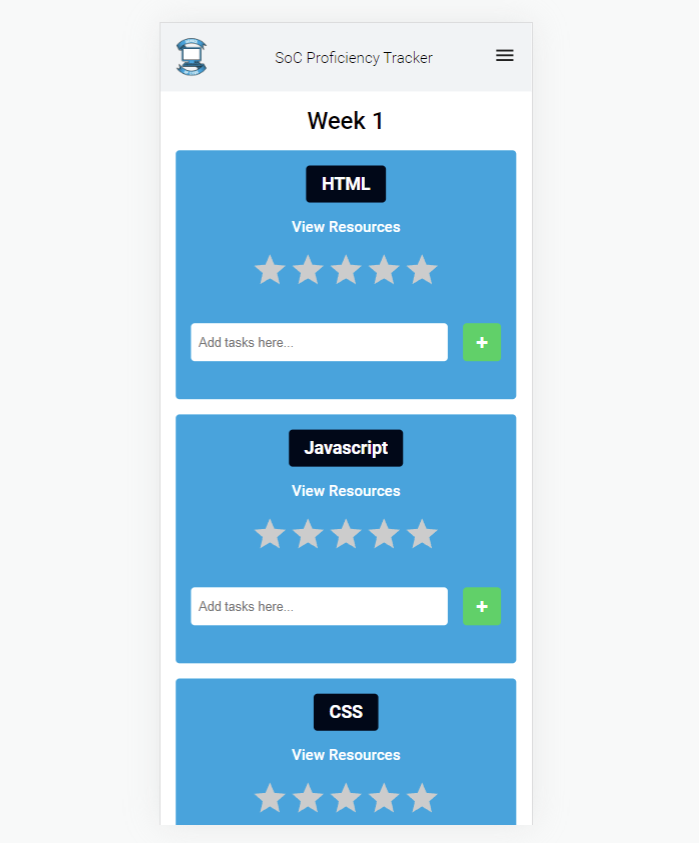 SoC Proficiency Tracker
Week 1
HTML
View Resources
Add tasks here...
+
Javascript
View Resources
Add tasks here...
+
CSS
View Resources